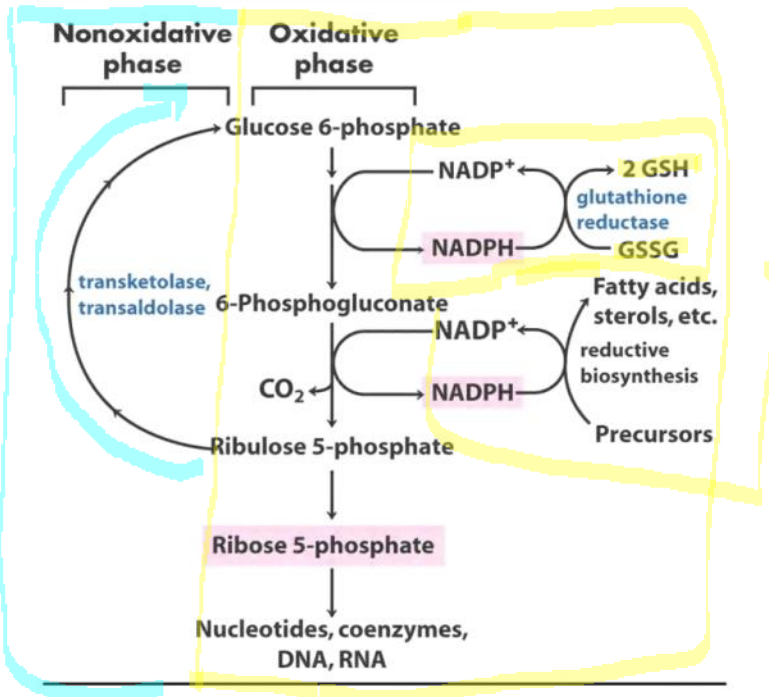 Nonoxidative
phase
Oxidative
phase
Glucose 6-phosphate
NADP+
2 GSH
glutathione
reductase
NADPH
GSSG
transketolase,
transaldolase
6-Phosphogluconate
Fatty acids,
sterols, etc.
NADP+
reductive
biosynthesis
CO2
NADPH
Precursors
Ribulose 5-phosphate
Ribose 5-phosphate
Nucleotides, coenzymes,
DNA, RNA